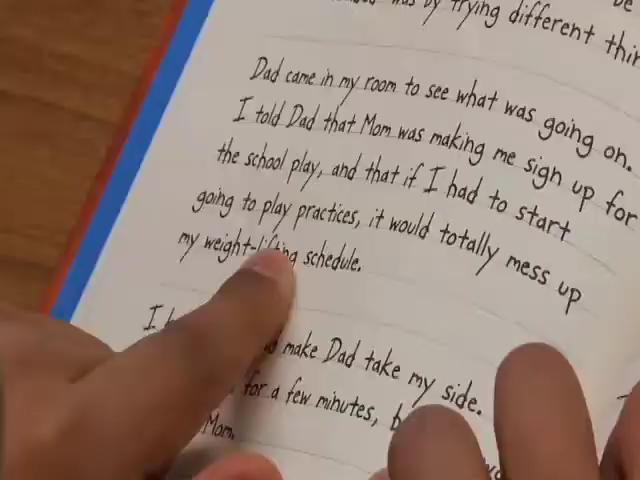 by trying different
Dad came in my room to see what was going on.
I told Dad that Mom was making me sign up for
the school play, and that if I had to start
going to play practices, it would totally mess up
my weight-lifting schedule.
I make Dad take my side.
for a few minutes,
Mom.